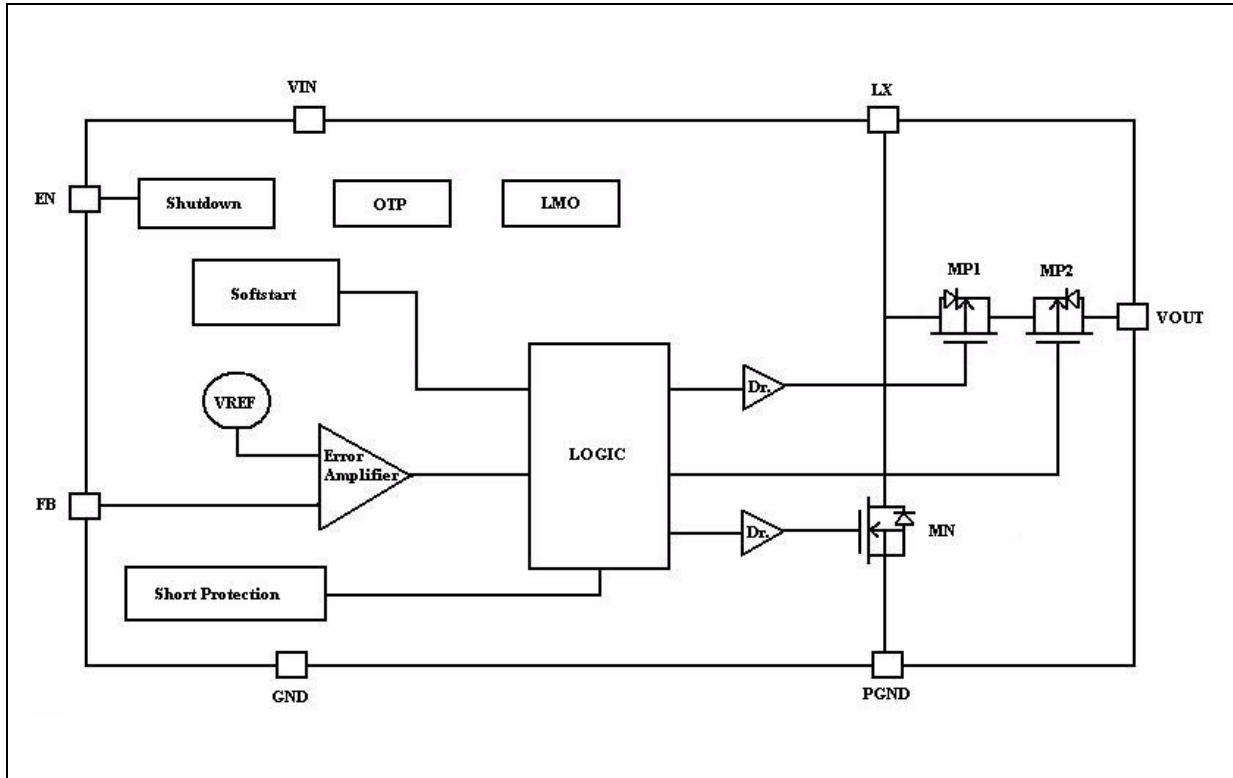 VIN
LX
EN
Shutdown
OTP
LMO
MP1
MP2
Softstart
VOUT
Dr.
VREF
Error
Amplifier
LOGIC
FB
Dr.
MN
Short Protection
GND
PGND